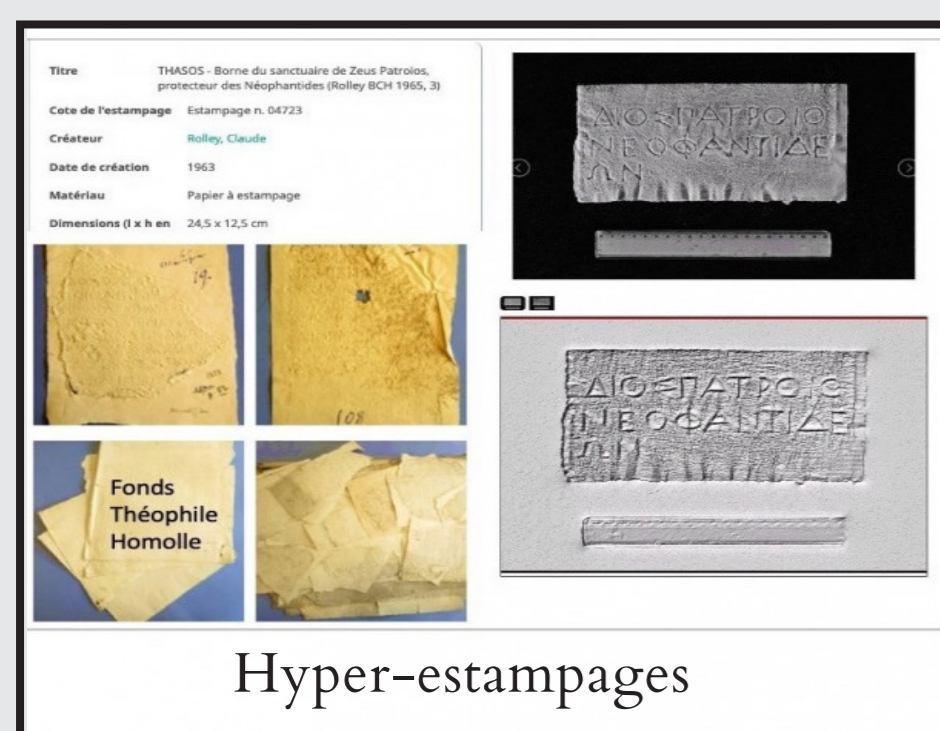 Titre THASOS - Borne du sanctuaire de Zeus Patroios,
protecteur des Néophantides (Rolley BCH 1965, 3)
Cote de l'estampage Estampage n. 04723
Créateur Rolley, Claude
Date de création 1963
Matériau Papier à estampage
Dimensions (l x h en 24,5 x 12,5 cm
ΔΙΟΣΠΑΤΡΟΙΟ
ΝΕΟΦΑΝΤΙΔΕ
ΩΝ
ΔΙΟΣΠΑΤΡΟΙΟ
ΝΕΟΦΑΝΤΙΔΕ
ΩΝ
19.
108
Fonds
Théophile
Homolle
Hyper-estampages